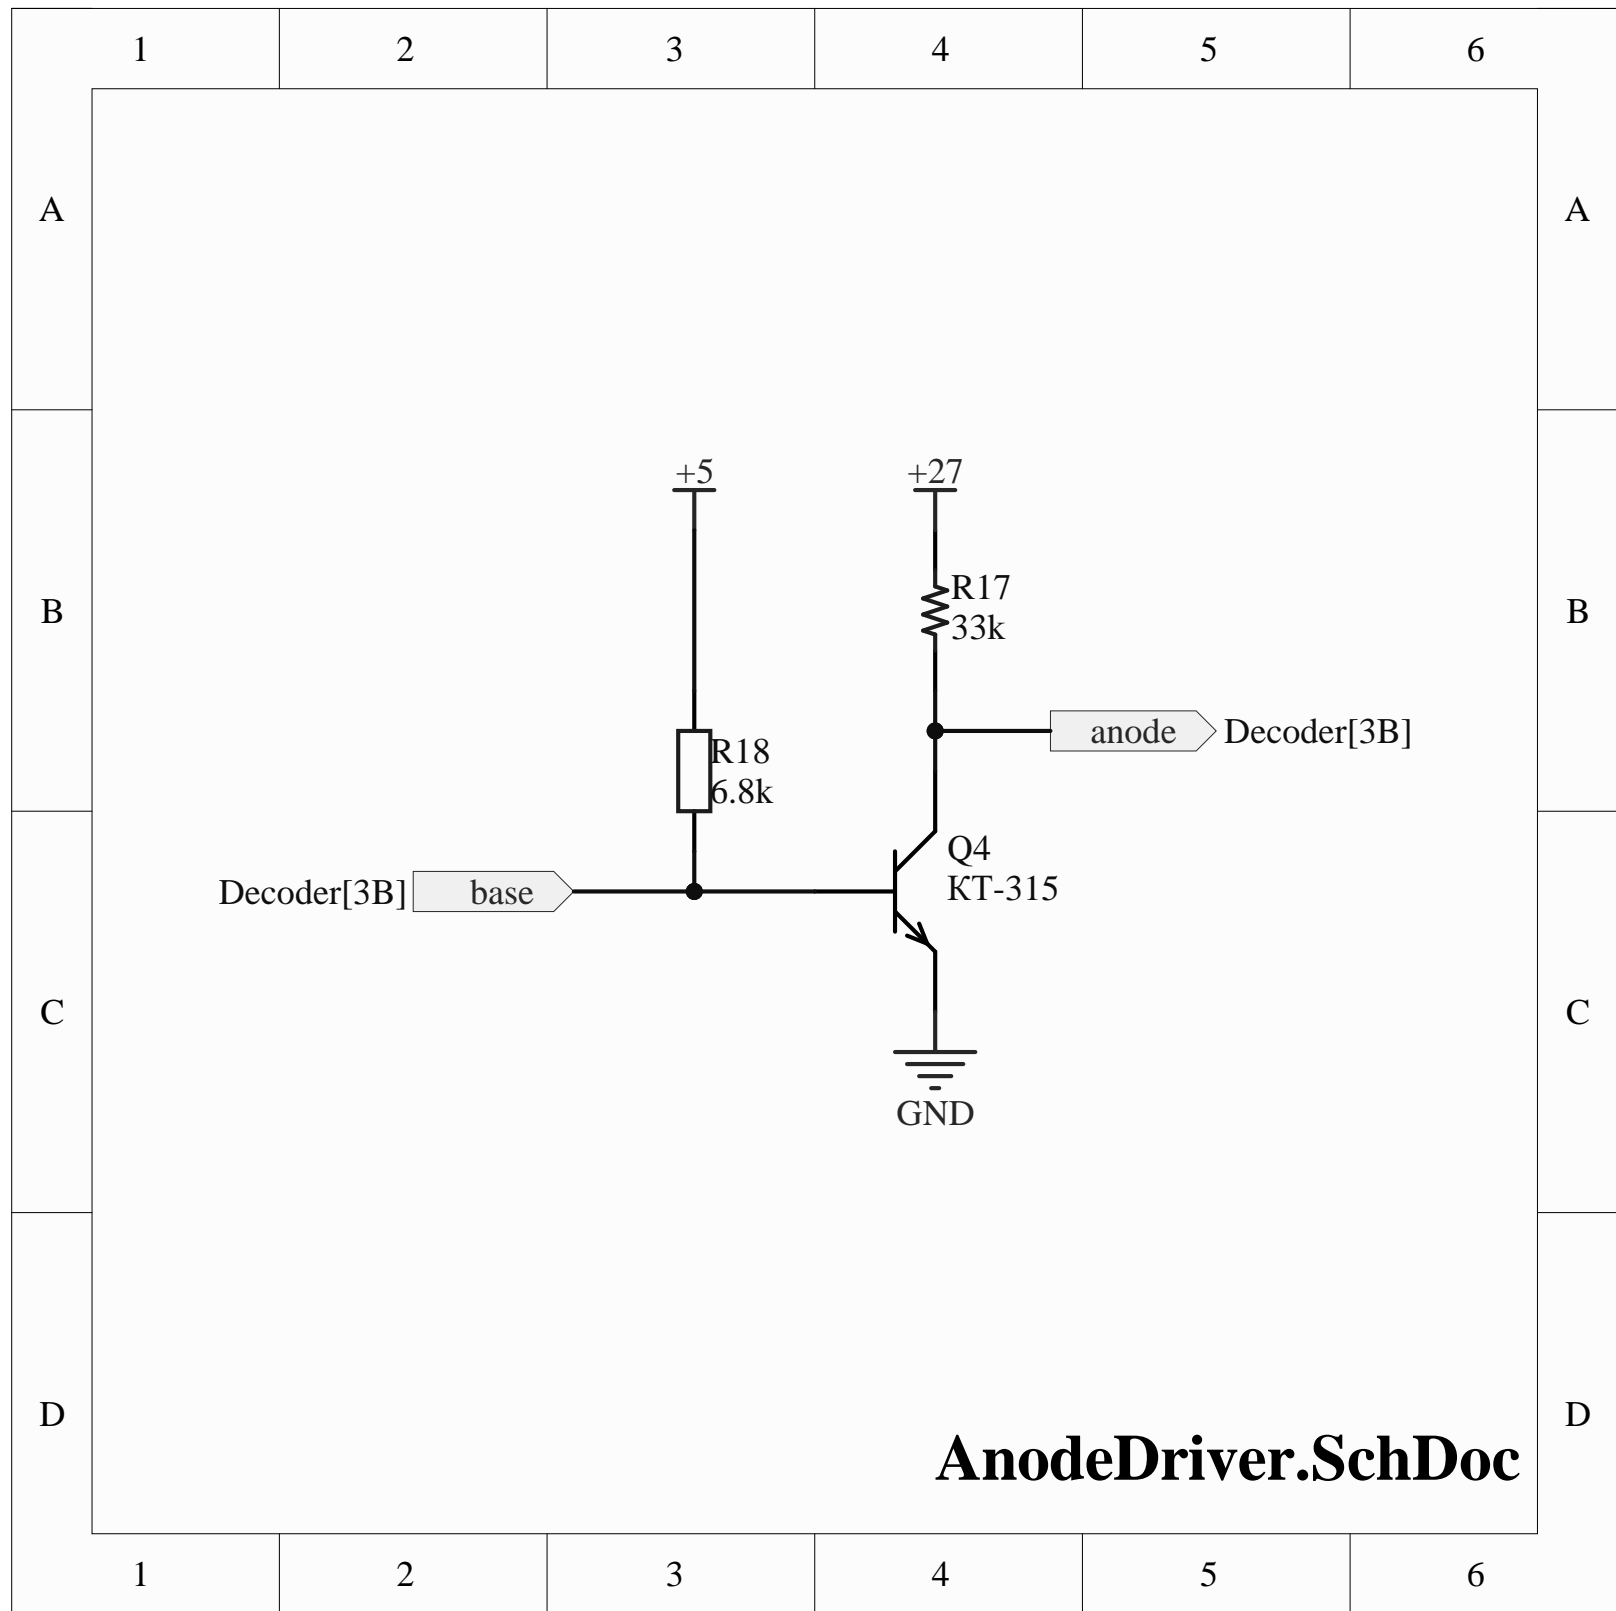 1 2 3 4 5 6
A A
+5 +27
B R17 B
33k
anode Decoder[3B]
R18
6.8k
Q4
Decoder[3B] base КТ-315
C C
GND
D D
AnodeDriver.SchDoc
1 2 3 4 5 6